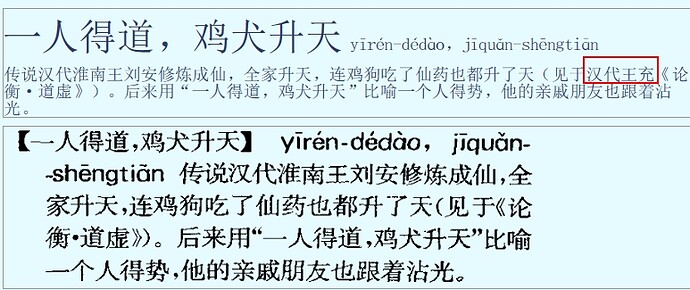 一人得道，鸡犬升天 yīrén-dédào，jīquǎn-shēngtiān
传说汉代淮南王刘安修炼成仙，全家升天，连鸡狗吃了仙药也都升了天（见于汉代王充《论
衡·道虚》）。后来用“一人得道，鸡犬升天”比喻一个人得势，他的亲戚朋友也跟着沾
光。
【一人得道,鸡犬升天】 yīrén-dédào, jīquǎn-
-shēngtiān 传说汉代淮南王刘安修炼成仙,全
家升天,连鸡狗吃了仙药也都升了天(见于《论
衡·道虚》)。后来用“一人得道,鸡犬升天”比喻
一个人得势,他的亲戚朋友也跟着沾光。